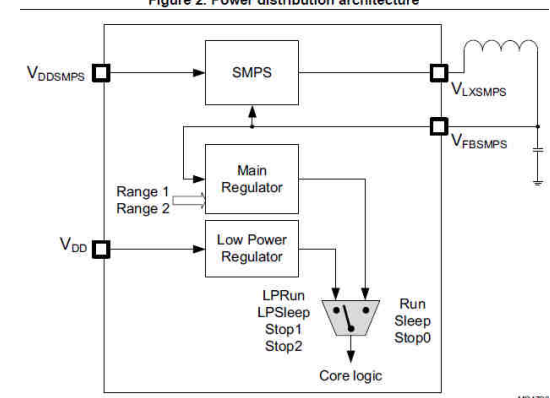 Figure 2. Power distribution architecture
VDDSMPS
SMPS
VLXSMPS
VFBSMPS
Main
Regulator
Range 1
Range 2
VDD
Low Power
Regulator
LPRun
LPSleep
Stop1
Stop2
Run
Sleep
Stop0
Core logic